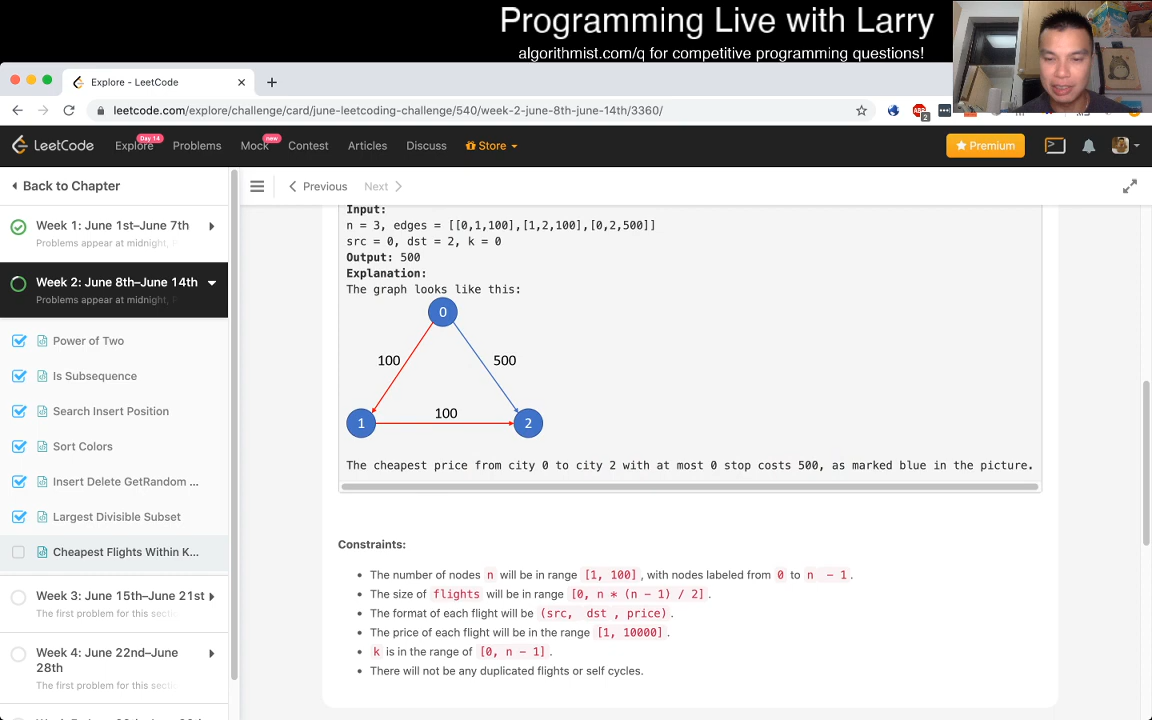 Programming Live with Larry
algorithmist.com/q for competitive programming questions!
Explore - LeetCode
leetcode.com/explore/challenge/card/june-leetcoding-challenge/540/week-2-june-8th-june-14th/3360/
ABP
2
LeetCode
Explore
Day 14
Problems
Mock
new
Contest
Articles
Discuss
Store
Premium
Back to Chapter
Previous
Next
Week 1: June 1st–June 7th
Problems appear at midnight,
Week 2: June 8th–June 14th
Problems appear at midnight,
Power of Two
Is Subsequence
Search Insert Position
Sort Colors
Insert Delete GetRandom ...
Largest Divisible Subset
Cheapest Flights Within K...
Week 3: June 15th–June 21st
The first problem for this
Week 4: June 22nd–June
28th
The first problem for this
Input:
n = 3, edges = [[0,1,100],[1,2,100],[0,2,500]]
src = 0, dst = 2, k = 0
Output: 500
Explanation:
The graph looks like this:
0
100
500
100
1
2
The cheapest price from city 0 to city 2 with at most 0 stop costs 500, as marked blue in the picture.
Constraints:
The number of nodes n will be in range [1, 100], with nodes labeled from 0 to n - 1.
The size of flights will be in range [0, n * (n - 1) / 2].
The format of each flight will be (src, dst , price).
The price of each flight will be in the range [1, 10000].
k is in the range of [0, n - 1].
There will not be any duplicated flights or self cycles.